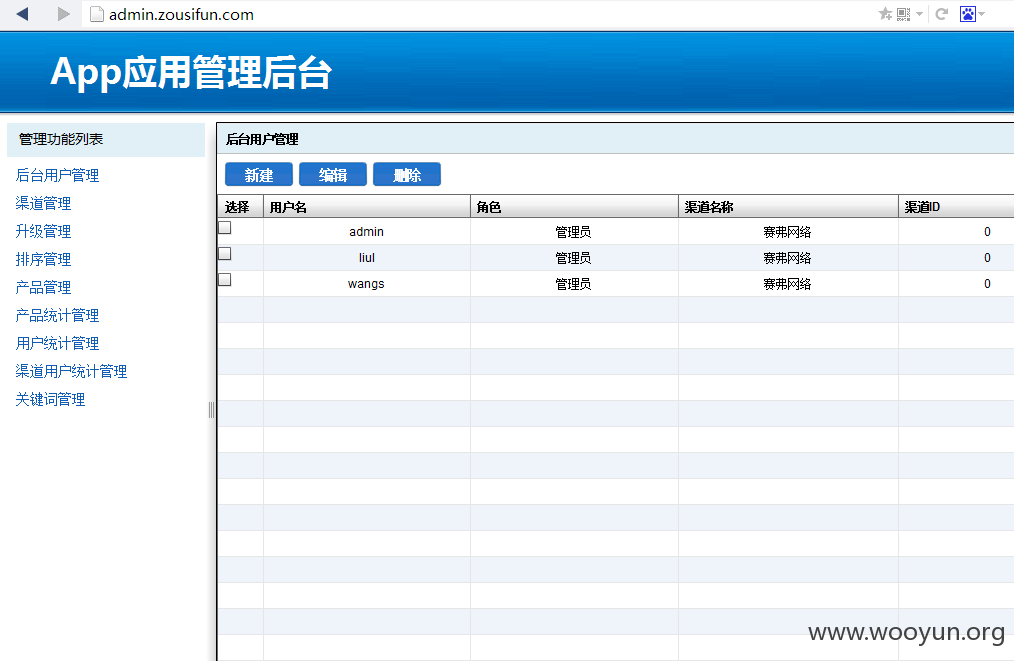 admin.zousifun.com
App应用管理后台
管理功能列表
后台用户管理
渠道管理
升级管理
排序管理
产品管理
产品统计管理
用户统计管理
渠道用户统计管理
关键词管理
后台用户管理
新建 编辑 删除
选择 用户名 角色 渠道名称 渠道ID
admin 管理员 赛弗网络 0
liul 管理员 赛弗网络 0
wangs 管理员 赛弗网络 0
www.wooyun.org